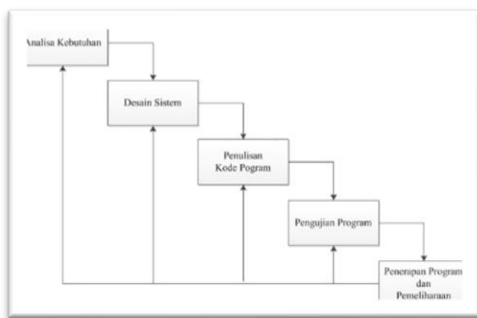 Analisa Kebutuhan
Desain Sistem
Penulisan
Kode Pogram
Pengujian Program
Penerapan Program
dan
Pemeliharaan